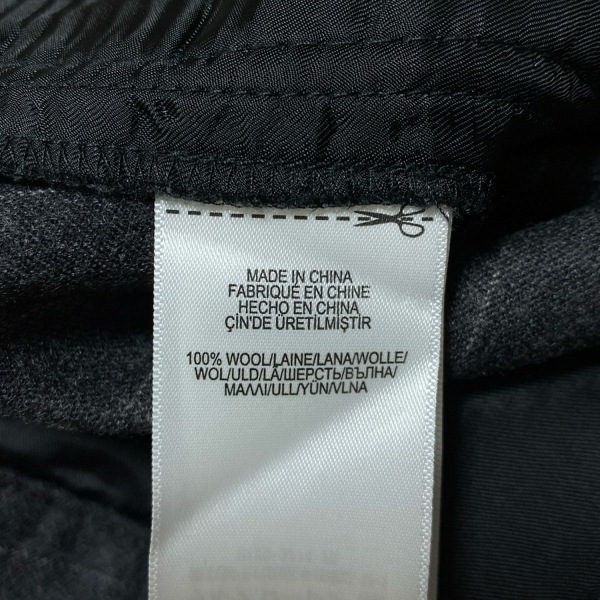 MADE IN CHINA
FABRIQUÉ EN CHINE
HECHO EN CHINA
ÇİN'DE ÜRETİLMİŞTİR
100% WOOL/LAINE/LANA/WOLLE/
WOL/ULD/LÃ/ШЕРСТЬ/ВЪЛНА/
ΜΑΛΛΙ/ULL/YÜN/VLNA